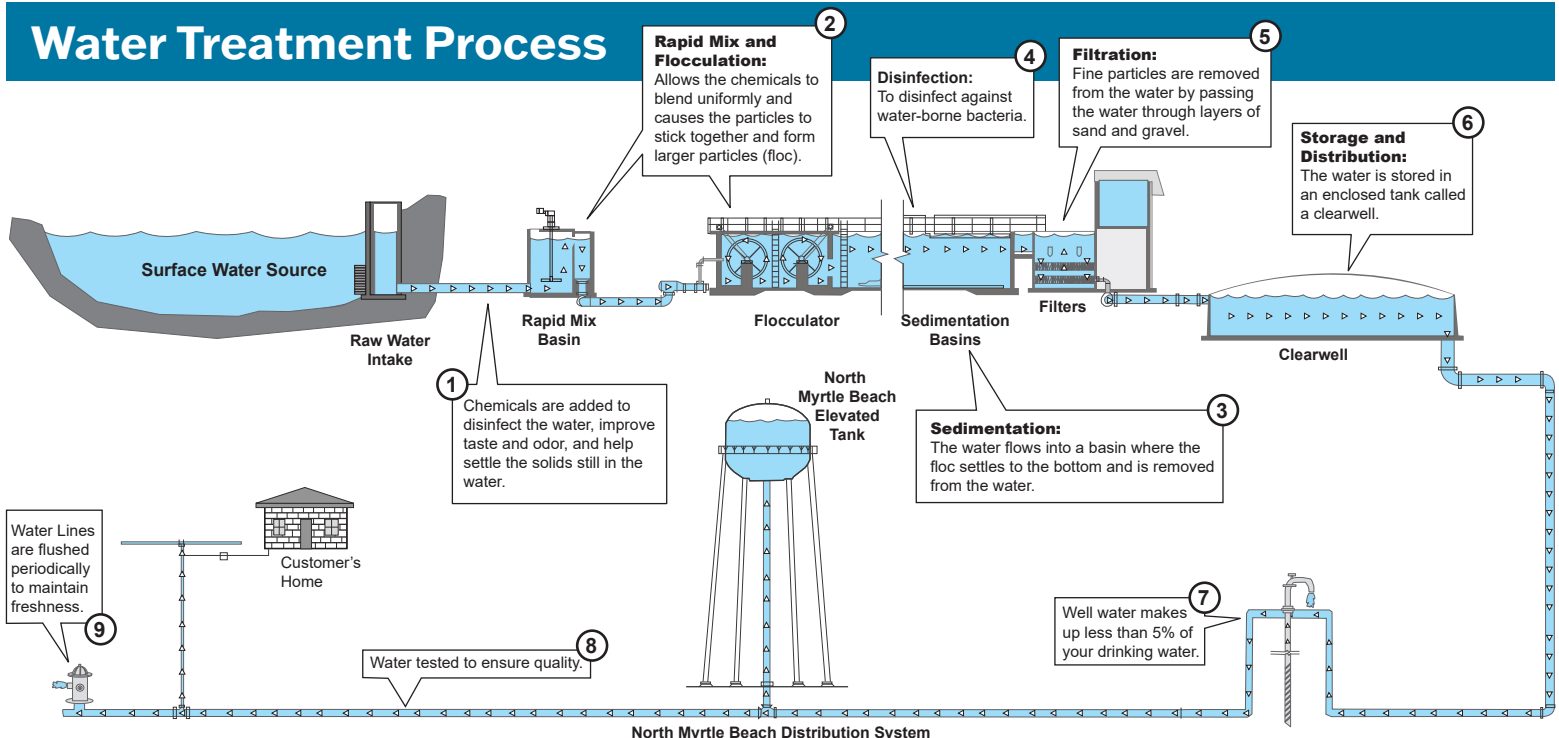 Water Treatment Process
2
Rapid Mix and
Flocculation:
Allows the chemicals to
blend uniformly and
causes the particles to
stick together and form
larger particles (floc).
4
Disinfection:
To disinfect against
water-borne bacteria.
5
Filtration:
Fine particles are removed
from the water by passing
the water through layers of
sand and gravel.
6
Storage and
Distribution:
The water is stored in
an enclosed tank called
a clearwell.
Surface Water Source
Raw Water
Intake
Rapid Mix
Basin
Flocculator
Sedimentation
Basins
Filters
Clearwell
1
Chemicals are added to
disinfect the water, improve
taste and odor, and help
settle the solids still in the
water.
North
Myrtle Beach
Elevated
Tank
3
Sedimentation:
The water flows into a basin where the
floc settles to the bottom and is removed
from the water.
Water Lines
are flushed
periodically
to maintain
freshness.
9
Customer's
Home
8
Water tested to ensure quality.
7
Well water makes
up less than 5% of
your drinking water.
North Myrtle Beach Distribution System